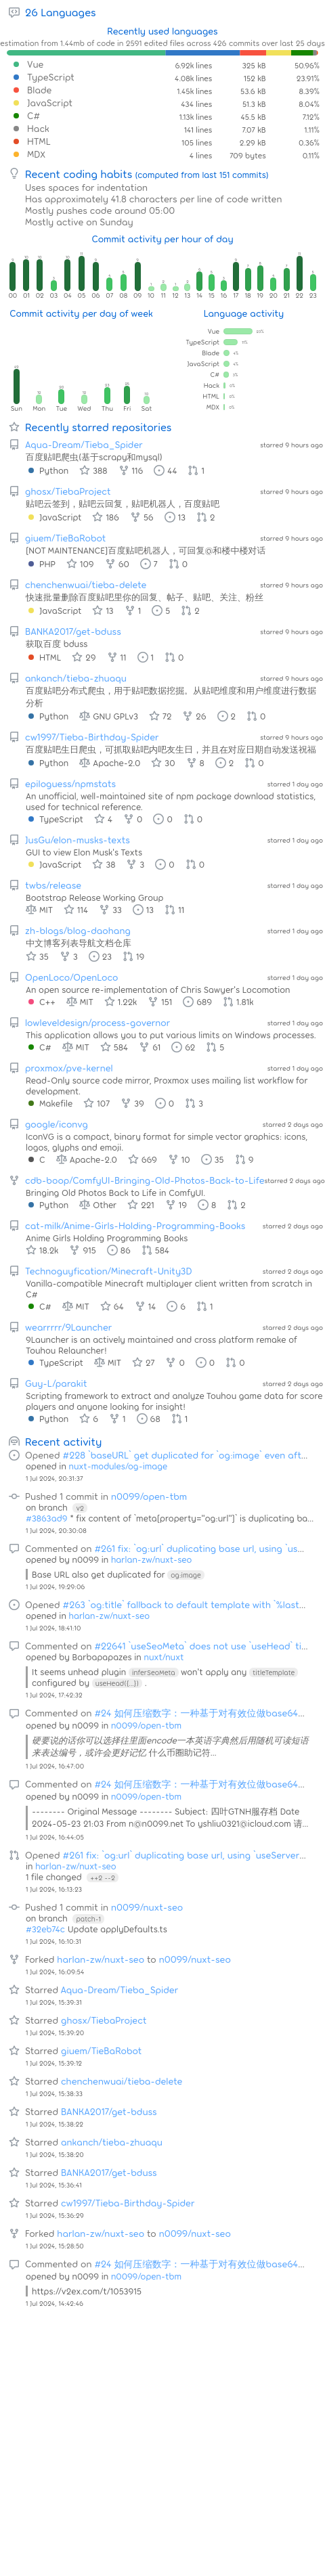 26 Languages
Recently used languages
estimation from 1.44mb of code in 2591 edited files across 426 commits over last 25 days
Vue 6.92k lines 325 kB 50.96%
TypeScript 4.08k lines 152 kB 23.91%
Blade 1.45k lines 53.6 kB 8.39%
JavaScript 434 lines 51.3 kB 8.04%
C# 1.13k lines 45.5 kB 7.12%
Hack 141 lines 7.07 kB 1.11%
HTML 105 lines 2.29 kB 0.36%
MDX 4 lines 709 bytes 0.11%
Recent coding habits (computed from last 151 commits)
Uses spaces for indentation
Has approximately 41.8 characters per line of code written
Mostly pushes code around 05:00
Mostly active on Sunday
Commit activity per hour of day
00 01 02 03 04 05 06 07 08 09 10 11 12 13 14 15 16 17 18 19 20 21 22 23
Commit activity per day of week
Sun Mon Tue Wed Thu Fri Sat
Language activity
Vue
TypeScript
Blade
JavaScript
C#
Hack
HTML
MDX
Recently starred repositories
Aqua-Dream/Tieba_Spider starred 9 hours ago
百度贴吧爬虫(基于scrapy和mysql)
Python 388 116 44 1
ghosx/TiebaProject starred 9 hours ago
贴吧云签到，贴吧云回复，贴吧机器人，百度贴吧
JavaScript 186 56 13 2
giuem/TieBaRobot starred 9 hours ago
[NOT MAINTENANCE]百度贴吧机器人，可回复@和楼中楼对话
PHP 109 60 7 0
chenchenwuai/tieba-delete starred 9 hours ago
快速批量删除百度贴吧里你的回复、帖子、贴吧、关注、粉丝
JavaScript 13 1 5 2
BANKA2017/get-bduss starred 9 hours ago
获取百度 bduss
HTML 29 11 1 0
ankanch/tieba-zhuaqu starred 9 hours ago
百度贴吧分布式爬虫，用于贴吧数据挖掘。从贴吧维度和用户维度进行数据
分析
Python GNU GPLv3 72 26 2 0
cw1997/Tieba-Birthday-Spider starred 9 hours ago
百度贴吧生日爬虫，可抓取贴吧内吧友生日，并且在对应日期自动发送祝福
Python Apache-2.0 30 8 2 0
epiloguess/npmstats starred 1 day ago
An unofficial, well-maintained site of npm package download statistics,
used for technical reference.
TypeScript 4 0 0 0
JusGu/elon-musks-texts starred 1 day ago
GUI to view Elon Musk's Texts
JavaScript 38 3 0 0
twbs/release starred 1 day ago
Bootstrap Release Working Group
MIT 114 33 13 11
zh-blogs/blog-daohang starred 1 day ago
中文博客列表导航文档仓库
35 3 23 19
OpenLoco/OpenLoco starred 1 day ago
An open source re-implementation of Chris Sawyer's Locomotion
C++ MIT 1.22k 151 689 1.81k
lowleveldesign/process-governor starred 1 day ago
This application allows you to put various limits on Windows processes.
C# MIT 584 61 62 5
proxmox/pve-kernel starred 1 day ago
Read-Only source code mirror, Proxmox uses mailing list workflow for
development.
Makefile 107 39 0 3
google/iconvg starred 2 days ago
IconVG is a compact, binary format for simple vector graphics: icons,
logos, glyphs and emoji.
C Apache-2.0 669 10 35 9
cdb-boop/ComfyUI-Bringing-Old-Photos-Back-to-Life starred 2 days ago
Bringing Old Photos Back to Life in ComfyUI.
Python Other 221 19 8 2
cat-milk/Anime-Girls-Holding-Programming-Books starred 2 days ago
Anime Girls Holding Programming Books
18.2k 915 86 584
Technoguyfication/Minecraft-Unity3D starred 2 days ago
Vanilla-compatible Minecraft multiplayer client written from scratch in
C#
C# MIT 64 14 6 1
wearrrrr/9Launcher starred 2 days ago
9Launcher is an actively maintained and cross platform remake of
Touhou Relauncher!
TypeScript MIT 27 0 0 0
Guy-L/parakit starred 2 days ago
Scripting framework to extract and analyze Touhou game data for score
players and anyone looking for insight!
Python 6 1 68 1
Recent activity
Opened #228 `baseURL` get duplicated for `og:image` even aft...
opened in nuxt-modules/og-image
1 Jul 2024, 20:31:37
Pushed 1 commit in n0099/open-tbm
on branch v2
#3863ad9 * fix content of `meta[property="og:url"]` is duplicating ba...
1 Jul 2024, 20:30:08
Commented on #261 fix: `og:url` duplicating base url, using `us...
opened by n0099 in harlan-zw/nuxt-seo
Base URL also get duplicated for og:image
1 Jul 2024, 19:29:06
Opened #263 `og:title` fallback to default template with `%last...
opened in harlan-zw/nuxt-seo
1 Jul 2024, 18:41:10
Commented on #22641 `useSeoMeta` does not use `useHead` ti...
opened by Barbapapazes in nuxt/nuxt
It seems unhead plugin InferSeoMeta won't apply any titleTemplate
configured by useHead({...}) .
1 Jul 2024, 17:42:32
Commented on #24 如何压缩数字：一种基于对有效位做base64...
opened by n0099 in n0099/open-tbm
硬要说的话你可以选择往里面encode一本英语字典然后用随机可读短语
来表达编号，或许会更好记忆 什么币圈助记符...
1 Jul 2024, 16:47:00
Commented on #24 如何压缩数字：一种基于对有效位做base64...
opened by n0099 in n0099/open-tbm
-------- Original Message -------- Subject: 四叶GTNH服存档 Date
2024-05-23 21:03 From n@n0099.net To yshliu0321@icloud.com 请...
1 Jul 2024, 16:44:05
Opened #261 fix: `og:url` duplicating base url, using `useServer...
in harlan-zw/nuxt-seo
1 file changed ++2 --2
1 Jul 2024, 16:13:23
Pushed 1 commit in n0099/nuxt-seo
on branch patch-1
#32eb74c Update applyDefaults.ts
1 Jul 2024, 16:10:31
Forked harlan-zw/nuxt-seo to n0099/nuxt-seo
1 Jul 2024, 16:09:54
Starred Aqua-Dream/Tieba_Spider
1 Jul 2024, 15:39:31
Starred ghosx/TiebaProject
1 Jul 2024, 15:39:20
Starred giuem/TieBaRobot
1 Jul 2024, 15:39:12
Starred chenchenwuai/tieba-delete
1 Jul 2024, 15:38:33
Starred BANKA2017/get-bduss
1 Jul 2024, 15:38:22
Starred ankanch/tieba-zhuaqu
1 Jul 2024, 15:38:20
Starred BANKA2017/get-bduss
1 Jul 2024, 15:36:41
Starred cw1997/Tieba-Birthday-Spider
1 Jul 2024, 15:36:29
Forked harlan-zw/nuxt-seo to n0099/nuxt-seo
1 Jul 2024, 15:28:50
Commented on #24 如何压缩数字：一种基于对有效位做base64...
opened by n0099 in n0099/open-tbm
https://v2ex.com/t/1053915
1 Jul 2024, 14:42:46